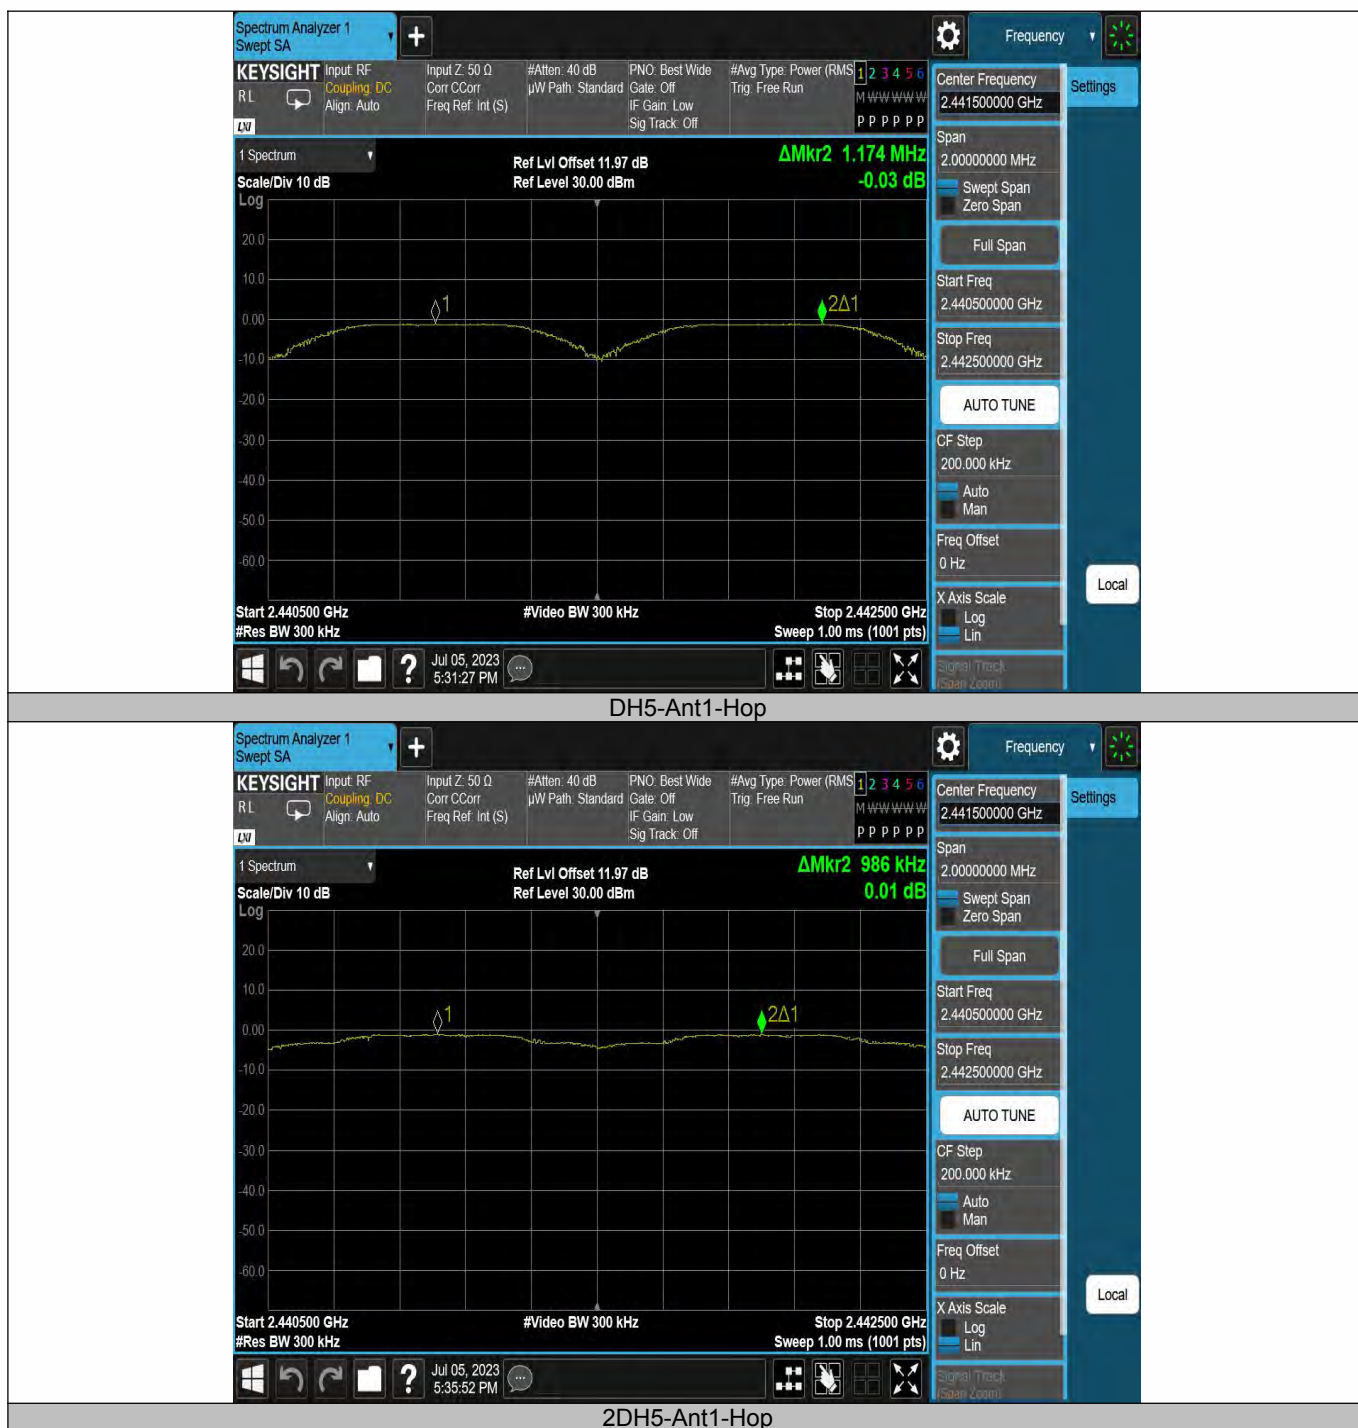 Spectrum Analyzer 1
Swept SA
Frequency
KEYSIGHT
RL
LXI
Input: RF
Coupling: DC
Align: Auto
Input Z: 50 Ω
Corr CCorr
Freq Ref: Int (S)
#Atten: 40 dB
µW Path: Standard
PNO: Best Wide
Gate: Off
IF Gain: Low
Sig Track: Off
#Avg Type: Power (RMS
Trig: Free Run
1 2 3 4 5 6
M W W W W W
P P P P P P
Center Frequency
2.441500000 GHz
Settings
1 Spectrum
Scale/Div 10 dB
Log
Ref Lvl Offset 11.97 dB
Ref Level 30.00 dBm
ΔMkr2 1.174 MHz
-0.03 dB
Span
2.00000000 MHz
Swept Span
Zero Span
Full Span
Start Freq
2.440500000 GHz
Stop Freq
2.442500000 GHz
AUTO TUNE
CF Step
200.000 kHz
Auto
Man
Freq Offset
0 Hz
X Axis Scale
Log
Lin
Signal Track
(Span Zoom)
Local
20.0
10.0
0.00
-10.0
-20.0
-30.0
-40.0
-50.0
-60.0
1
2Δ1
Start 2.440500 GHz
#Res BW 300 kHz
#Video BW 300 kHz
Stop 2.442500 GHz
Sweep 1.00 ms (1001 pts)
Jul 05, 2023
5:31:27 PM
DH5-Ant1-Hop
Spectrum Analyzer 1
Swept SA
Frequency
KEYSIGHT
RL
LXI
Input: RF
Coupling: DC
Align: Auto
Input Z: 50 Ω
Corr CCorr
Freq Ref: Int (S)
#Atten: 40 dB
µW Path: Standard
PNO: Best Wide
Gate: Off
IF Gain: Low
Sig Track: Off
#Avg Type: Power (RMS
Trig: Free Run
1 2 3 4 5 6
M W W W W W
P P P P P P
Center Frequency
2.441500000 GHz
Settings
1 Spectrum
Scale/Div 10 dB
Log
Ref Lvl Offset 11.97 dB
Ref Level 30.00 dBm
ΔMkr2 986 kHz
0.01 dB
Span
2.00000000 MHz
Swept Span
Zero Span
Full Span
Start Freq
2.440500000 GHz
Stop Freq
2.442500000 GHz
AUTO TUNE
CF Step
200.000 kHz
Auto
Man
Freq Offset
0 Hz
X Axis Scale
Log
Lin
Signal Track
(Span Zoom)
Local
20.0
10.0
0.00
-10.0
-20.0
-30.0
-40.0
-50.0
-60.0
1
2Δ1
Start 2.440500 GHz
#Res BW 300 kHz
#Video BW 300 kHz
Stop 2.442500 GHz
Sweep 1.00 ms (1001 pts)
Jul 05, 2023
5:35:52 PM
2DH5-Ant1-Hop